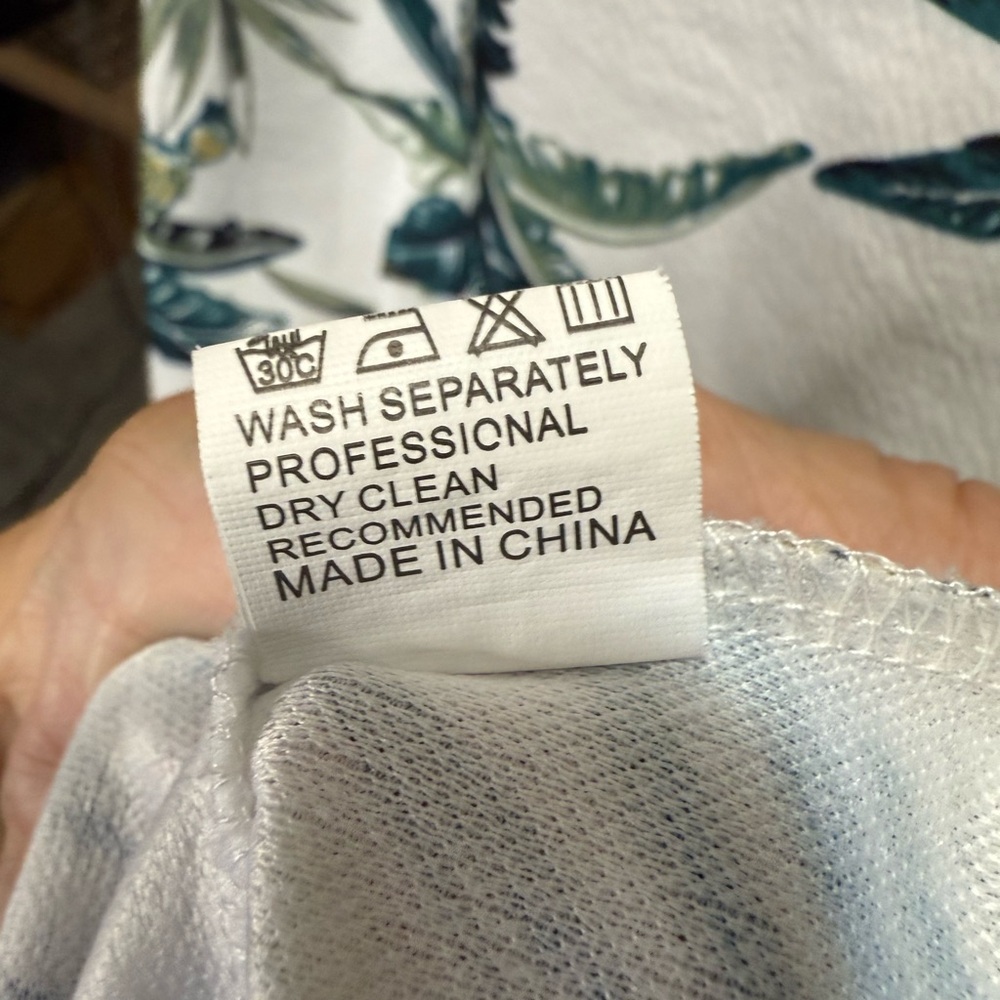 30C
WASH SEPARATELY
PROFESSIONAL
DRY CLEAN
RECOMMENDED
MADE IN CHINA